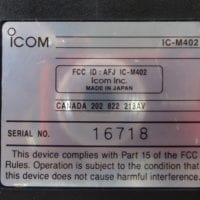 ICOM IC-M402
FCC ID : AFJ IC-M402
Icom Inc.
MADE IN JAPAN
CANADA 202 822 213AV
SERIAL NO. 16718
This device complies with Part 15 of the FCC
Rules. Operation is subject to the condition that
this device does not cause harmful interference.